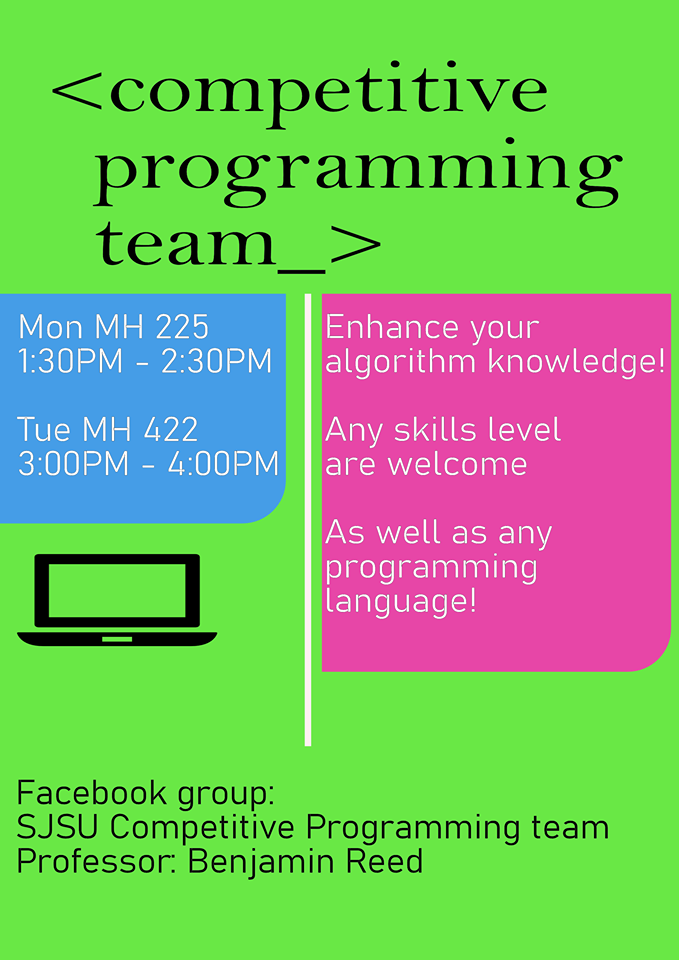 <competitive
programming
team_>
Mon MH 225
1:30PM - 2:30PM
Tue MH 422
3:00PM - 4:00PM
Enhance your
algorithm knowledge!
Any skills level
are welcome
As well as any
programming
language!
Facebook group:
SJSU Competitive Programming team
Professor: Benjamin Reed